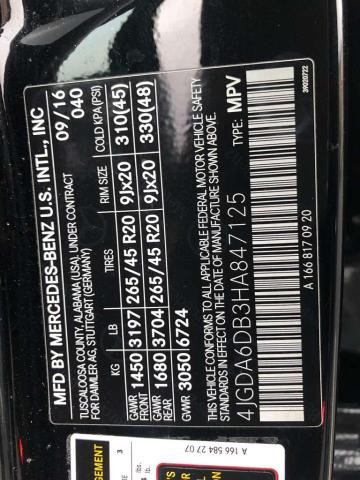 MFD BY MERCEDES-BENZ U.S. INTL., INC
TUSCALOOSA COUNTY, ALABAMA (USA), UNDER CONTRACT 09/16
FOR DAIMLER AG, STUTTGART (GERMANY) 040
KG LB TIRES RIM SIZE COLD KPA(PSI)
GAWR FRONT 1450 3197 265/45 R20 9Jx20 310(45)
GAWR REAR 1680 3704 265/45 R20 9Jx20 330(48)
GVWR 3050 6724
THIS VEHICLE CONFORMS TO ALL APPLICABLE FEDERAL MOTOR VEHICLE SAFETY
STANDARDS IN EFFECT ON THE DATE OF MANUFACTURE SHOWN ABOVE.
4JGDA6DB3HA847125 TYPE: MPV
A 166 817 09 20 39020722
A 166 584 27 07
3